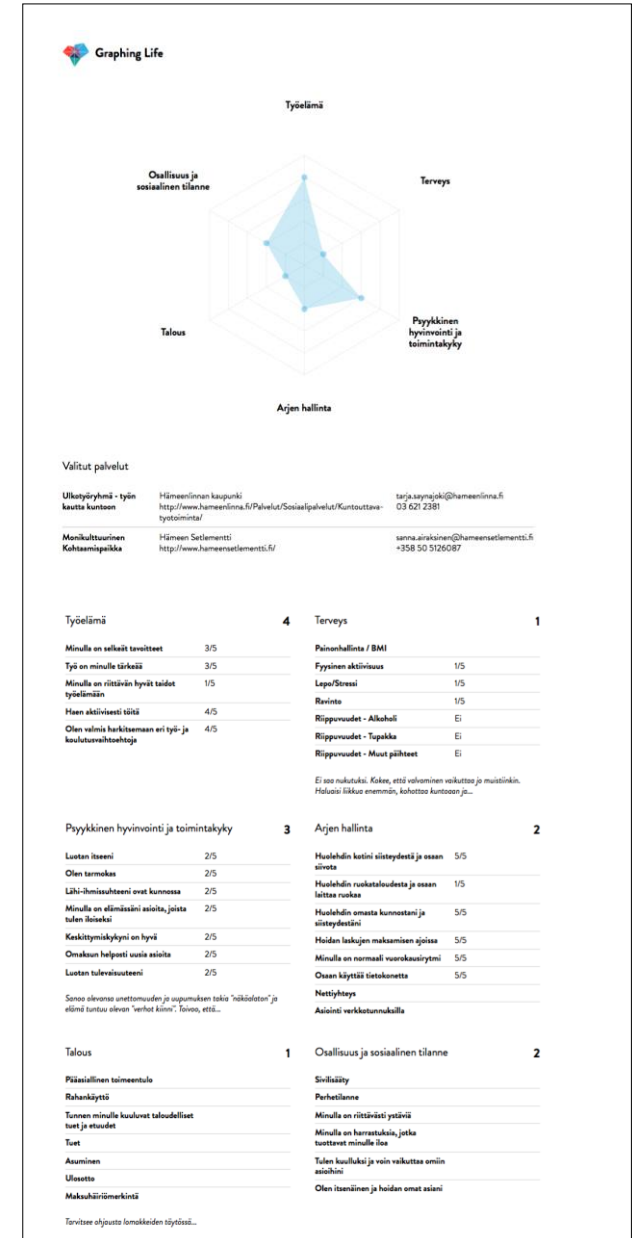 Graphing Life
Työelämä
Osallisuus ja
sosiaalinen tilanne
Terveys
Talous
Psyykkinen
hyvinvointi ja
toimintakyky
Arjen hallinta
Valitut palvelut
Ulkotyöryhmä - työn
kautta kuntoon
Hämeenlinnan kaupunki
http://www.hameenlinna.fi/Palvelut/Sosiaalipalvelut/Kuntouttava-
tyotoiminta/
tarja.saynajoki@hameenlinna.fi
03 621 2381
Monikulttuurinen
Kohtaamispaikka
Hämeen Setlementti
http://www.hameensetlementti.fi/
sanna.airaksinen@hameensetlementti.fi
+358 50 5126087
Työelämä 4
Minulla on selkeät tavoitteet 3/5
Työ on minulle tärkeää 3/5
Minulla on riittävän hyvät taidot 1/5
työelämään
Haen aktiivisesti töitä 4/5
Olen valmis harkitsemaan eri työ- ja 4/5
koulutusvaihtoehtoja
Terveys 1
Painonhallinta / BMI
Fyysinen aktiivisuus 1/5
Lepo/Stressi 1/5
Ravinto 1/5
Riippuvuudet - Alkoholi Ei
Riippuvuudet - Tupakka Ei
Riippuvuudet - Muut päihteet Ei
Ei saa nukutuksi. Kokee, että valvominen vaikuttaa jo muistiinkin.
Haluaisi liikkua enemmän, kohottaa kuntoaan ja...
Psyykkinen hyvinvointi ja toimintakyky 3
Luotan itseeni 2/5
Olen tarmokas 2/5
Lähi-ihmissuhteeni ovat kunnossa 2/5
Minulla on elämässäni asioita, joista 2/5
tulen iloiseksi
Keskittymiskykyni on hyvä 2/5
Omaksun helposti uusia asioita 2/5
Luotan tulevaisuuteeni 2/5
Sanoo olevansa unettomuuden ja uupumuksen takia "näköalaton" ja
elämä tuntuu olevan "verhot kiinni". Toivoo, että...
Arjen hallinta 2
Huolehdin kotini siisteydestä ja osaan 5/5
siivota
Huolehdin ruokataloudesta ja osaan 1/5
laittaa ruokaa
Huolehdin omasta kunnostani ja 5/5
siisteydestäni
Hoidan laskujen maksamisen ajoissa 5/5
Minulla on normaali vuorokausirytmi 5/5
Osaan käyttää tietokonetta 5/5
Nettiyhteys
Asiointi verkkotunnuksilla
Talous 1
Pääasiallinen toimeentulo
Rahankäyttö
Tunnen minulle kuuluvat taloudelliset
tuet ja etuudet
Tuet
Asuminen
Ulosotto
Maksuhäiriömerkintä
Tarvitsee ohjausta lomakkeiden täytössä...
Osallisuus ja sosiaalinen tilanne 2
Siviilisääty
Perhetilanne
Minulla on riittävästi ystäviä
Minulla on harrastuksia, jotka
tuottavat minulle iloa
Tulen kuulluksi ja voin vaikuttaa omiin
asioihini
Olen itsenäinen ja hoidan omat asiani